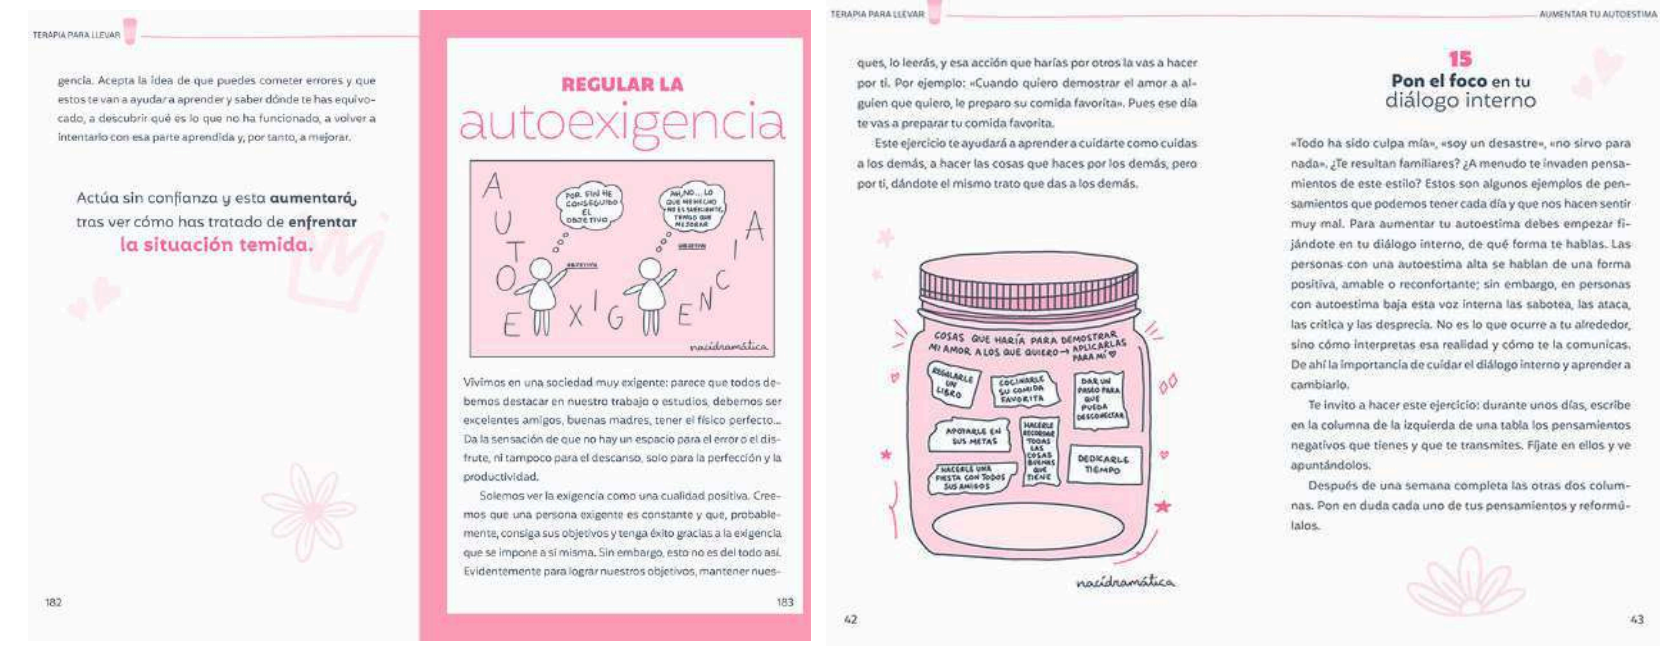 TERAPIA PARA LLEVAR
gencia. Acepta la idea de que puedes cometer errores y que
estos te van a ayudar a aprender y saber dónde te has equivo-
cado, a descubrir qué es lo que no ha funcionado, a volver a
intentarlo con esa parte aprendida y, por tanto, a mejorar.
Actúa sin confianza y esta aumentará,
tras ver cómo has tratado de enfrentar
la situación temida.
182
REGULAR LA
autoexigencia
AUTOEXIGENCIA
POR FIN HE
CONSEGUIDO
EL
OBJETIVO
OBJETIVO
AH, NO... LO
QUE HE HECHO
NO ES SUFICIENTE,
TENGO QUE
MEJORAR
OBJETIVO
nacidramática
Vivimos en una sociedad muy exigente: parece que todos de-
bemos destacar en nuestro trabajo o estudios, debemos ser
excelentes amigos, buenas madres, tener el físico perfecto...
Da la sensación de que no hay un espacio para el error o el dis-
frute, ni tampoco para el descanso, solo para la perfección y la
productividad.
Solemos ver la exigencia como una cualidad positiva. Cree-
mos que una persona exigente es constante y que, probable-
mente, consiga sus objetivos y tenga éxito gracias a la exigencia
que se impone a sí misma. Sin embargo, esto no es del todo así.
Evidentemente para lograr nuestros objetivos, mantener nues-
183
TERAPIA PARA LLEVAR
ques, lo leerás, y esa acción que harías por otros la vas a hacer
por ti. Por ejemplo: «Cuando quiero demostrar el amor a al-
guien que quiero, le preparo su comida favorita». Pues ese día
te vas a preparar tu comida favorita.
Este ejercicio te ayudará a aprender a cuidarte como cuidas
a los demás, a hacer las cosas que haces por los demás, pero
por ti, dándote el mismo trato que das a los demás.
COSAS QUE HARÍA PARA DEMOSTRAR
MI AMOR A LOS QUE QUIERO → APLICARLAS
PARA MÍ ♡
REGALARLE
UN
LIBRO
COCINARLE
SU COMIDA
FAVORITA
DAR UN
PASEO PARA
QUE
PUEDA
DESCONECTAR
APOYARLE EN
SUS METAS
HACERLE
RECORDAR
TODAS
LAS
COSAS
BUENAS
QUE
TIENE
DEDICARLE
TIEMPO
HACERLE UNA
FIESTA CON TODOS
SUS AMIGOS
nacidramática
42
AUMENTAR TU AUTOESTIMA
15
Pon el foco en tu
diálogo interno
«Todo ha sido culpa mía», «soy un desastre», «no sirvo para
nada». ¿Te resultan familiares? ¿A menudo te invaden pensa-
mientos de este estilo? Estos son algunos ejemplos de pen-
samientos que podemos tener cada día y que nos hacen sentir
muy mal. Para aumentar tu autoestima debes empezar fi-
jándote en tu diálogo interno, de qué forma te hablas. Las
personas con una autoestima alta se hablan de una forma
positiva, amable o reconfortante; sin embargo, en personas
con autoestima baja esta voz interna las sabotea, las ataca,
las critica y las desprecia. No es lo que ocurre a tu alrededor,
sino cómo interpretas esa realidad y cómo te la comunicas.
De ahí la importancia de cuidar el diálogo interno y aprender a
cambiarlo.
Te invito a hacer este ejercicio: durante unos días, escribe
en la columna de la izquierda de una tabla los pensamientos
negativos que tienes y que te transmites. Fíjate en ellos y ve
apuntándolos.
Después de una semana completa las otras dos colum-
nas. Pon en duda cada uno de tus pensamientos y reformú-
lalos.
43